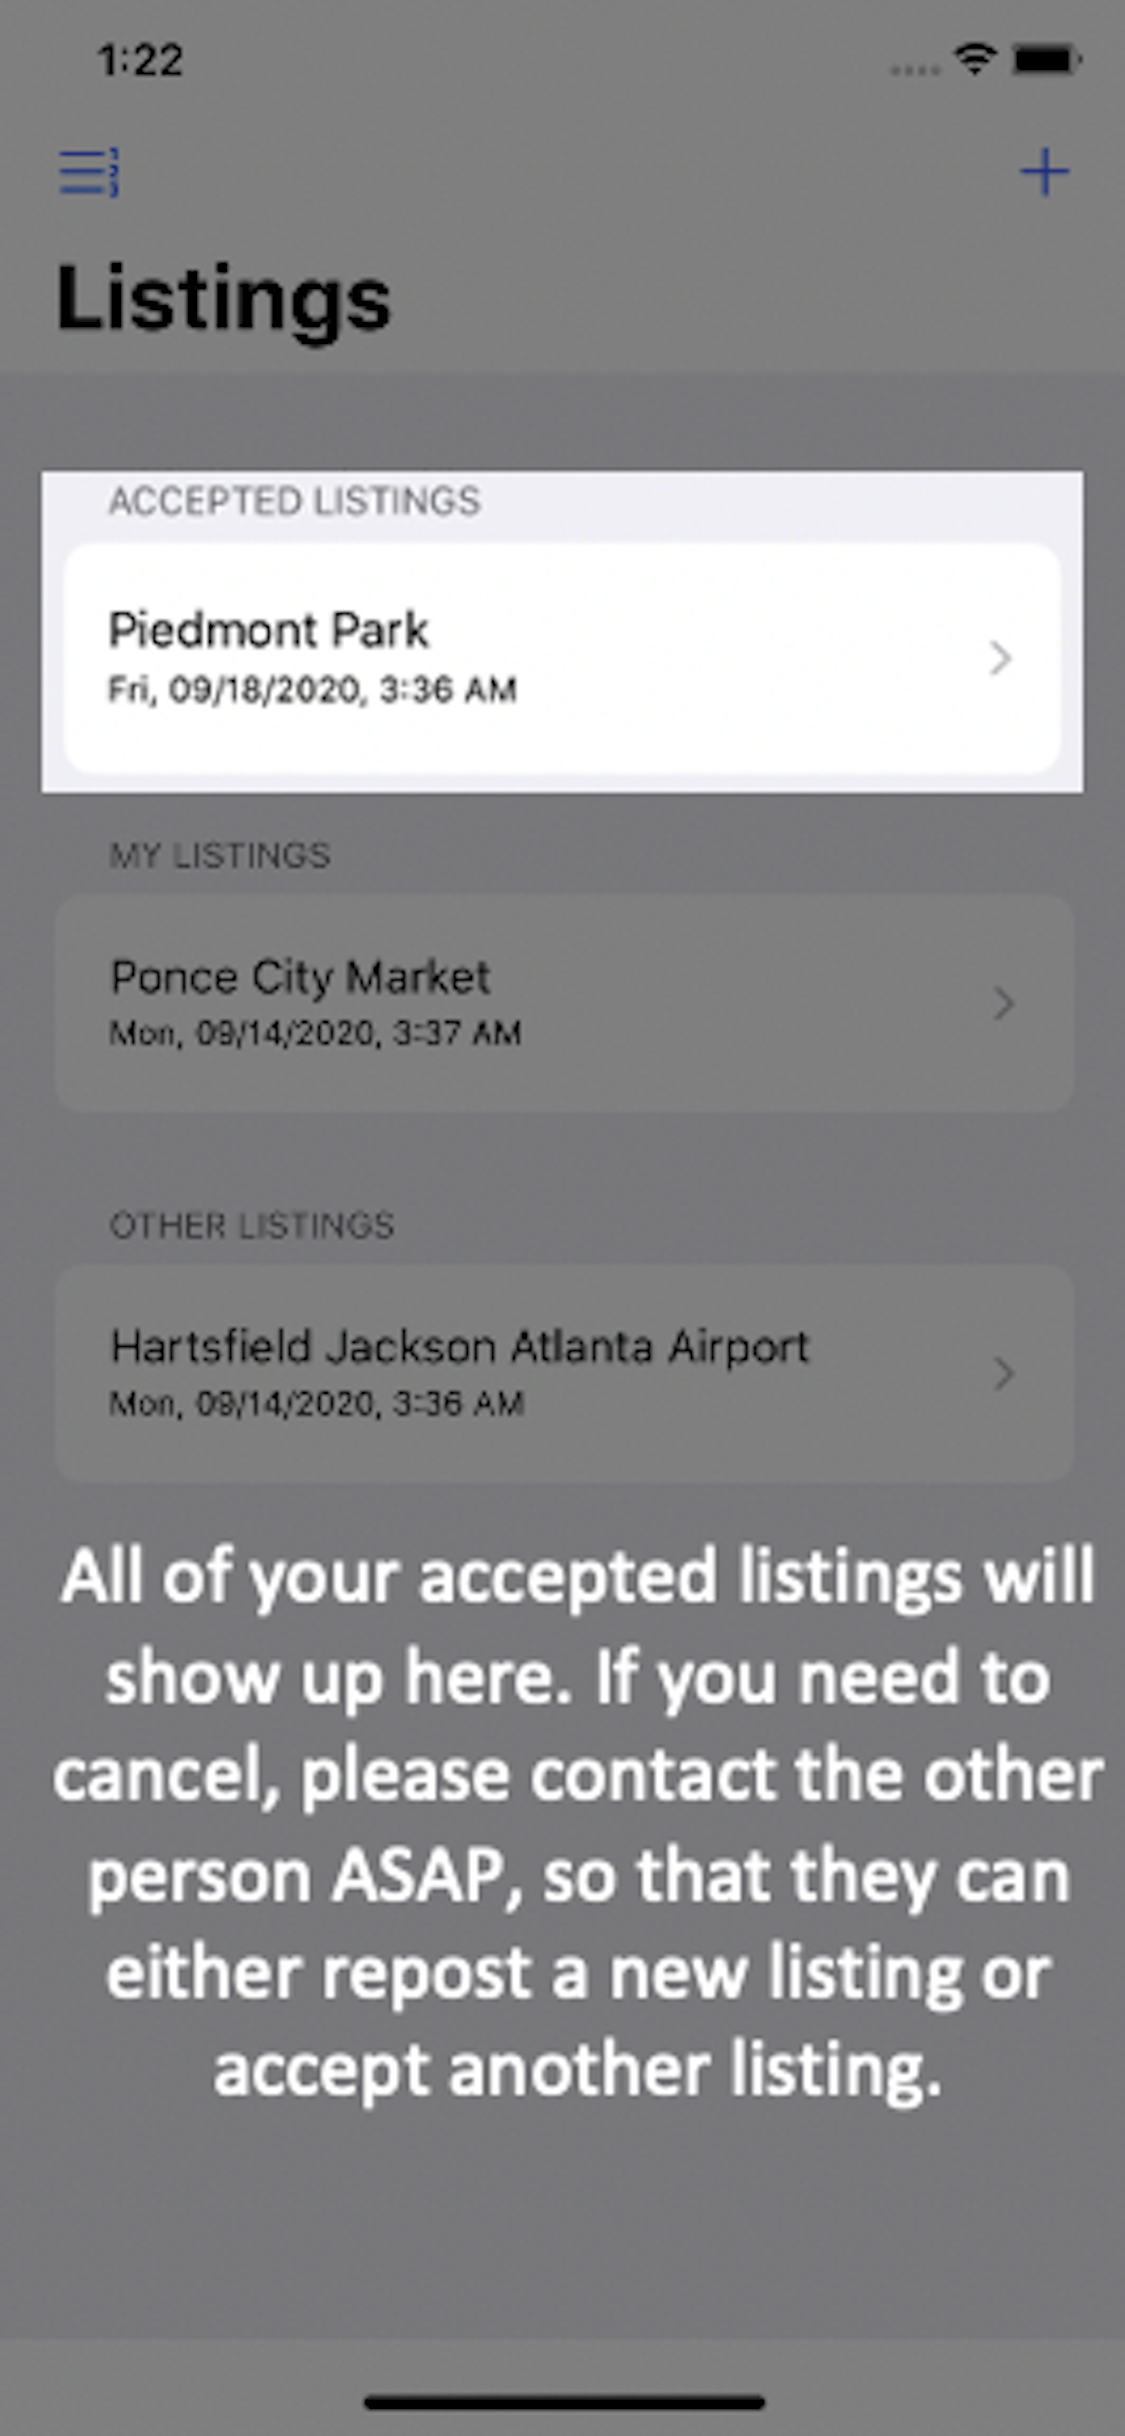 1:22
Listings
ACCEPTED LISTINGS
Piedmont Park
Fri, 09/18/2020, 3:36 AM
MY LISTINGS
Ponce City Market
Mon, 09/14/2020, 3:37 AM
OTHER LISTINGS
Hartsfield Jackson Atlanta Airport
Mon, 09/14/2020, 3:36 AM
All of your accepted listings will
show up here. If you need to
cancel, please contact the other
person ASAP, so that they can
either repost a new listing or
accept another listing.